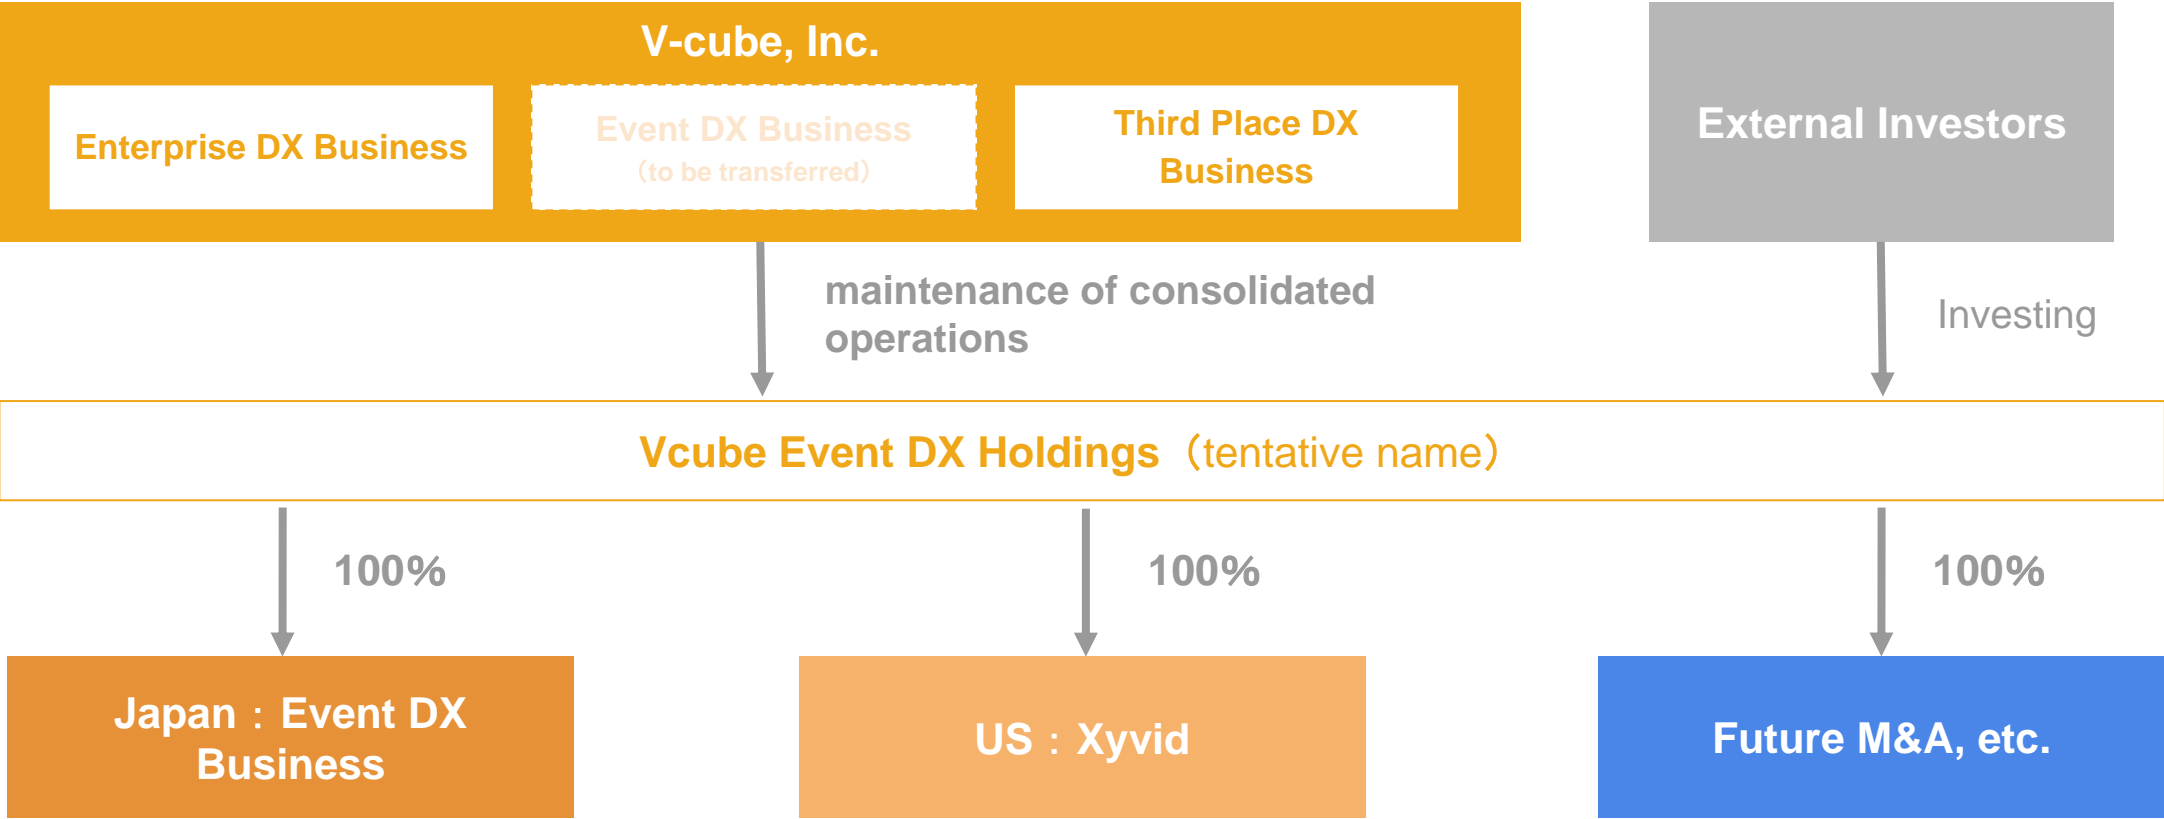 V-cube, Inc.
Enterprise DX Business
Event DX Business
（to be transferred）
Third Place DX
Business
External Investors
maintenance of consolidated
operations
Investing
Vcube Event DX Holdings（tentative name）
100%
100%
100%
Japan：Event DX
Business
US：Xyvid
Future M&A, etc.